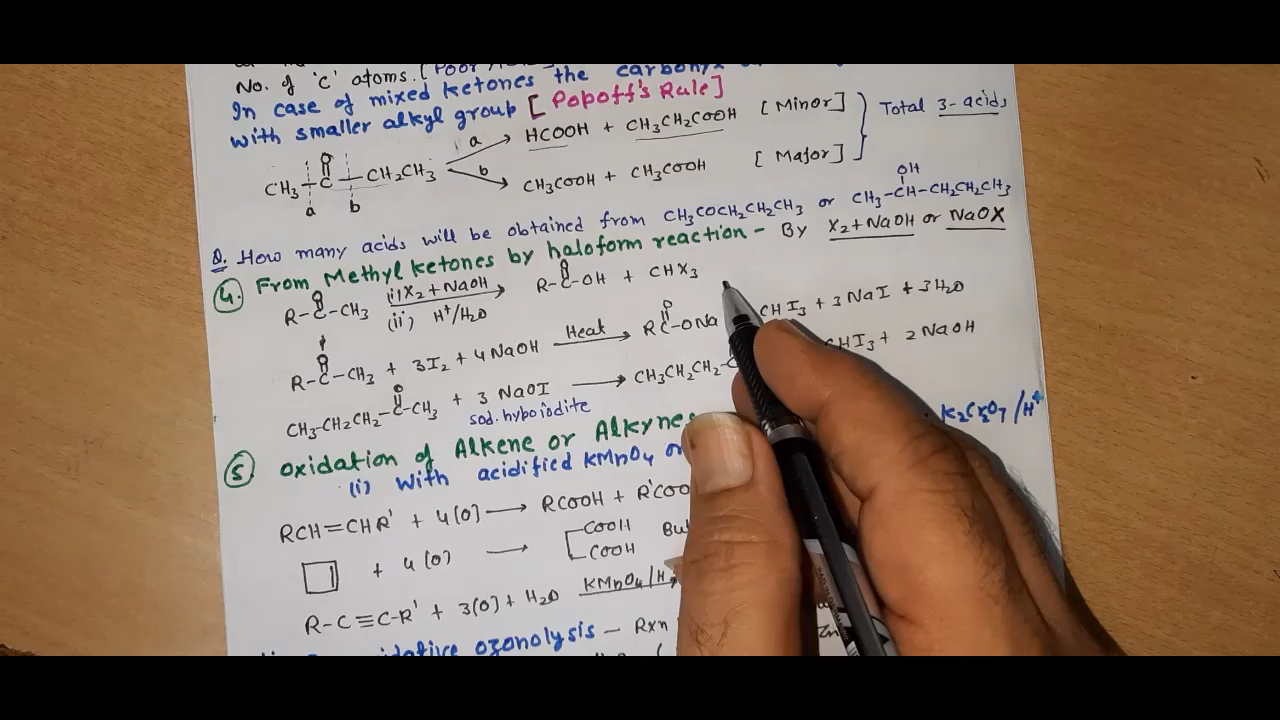 No. of 'C' atoms. [Poor
In case of mixed ketones the
with smaller alkyl group [Popoff's Rule]
CH3-C(=O)-CH2CH3
a b
a → HCOOH + CH3CH2COOH [Minor]
b → CH3COOH + CH3COOH [Major]
} Total 3-acids
Q. How many acids will be obtained from CH3COCH2CH2CH3 or CH3-CH(OH)-CH2CH2CH3
4. From Methyl ketones by haloform reaction - By X2+NaOH or NaOX
R-C(=O)-CH3 (i) X2+NaOH (ii) H+/H2O → R-C(=O)-OH + CHX3
R-C(=O)-CH3 + 3I2 + 4NaOH Heat → RC(=O)-ONa CHI3 + 3NaI + 3H2O
CH3-CH2CH2-C(=O)-CH3 + 3 NaOI → CH3CH2CH2-C HI3 + 2NaOH
sod. hypoiodite
5 oxidation of Alkene or Alkynes
(i) With acidified KMnO4 or K2Cr2O7/H+
RCH=CHR' + 4[O] → RCOOH + R'COO
+ 4(O) → COOH
COOH But
R-C≡C-R' + 3(O) + H2O KMnO4/H →
ozonolysis - Rxn
Zn